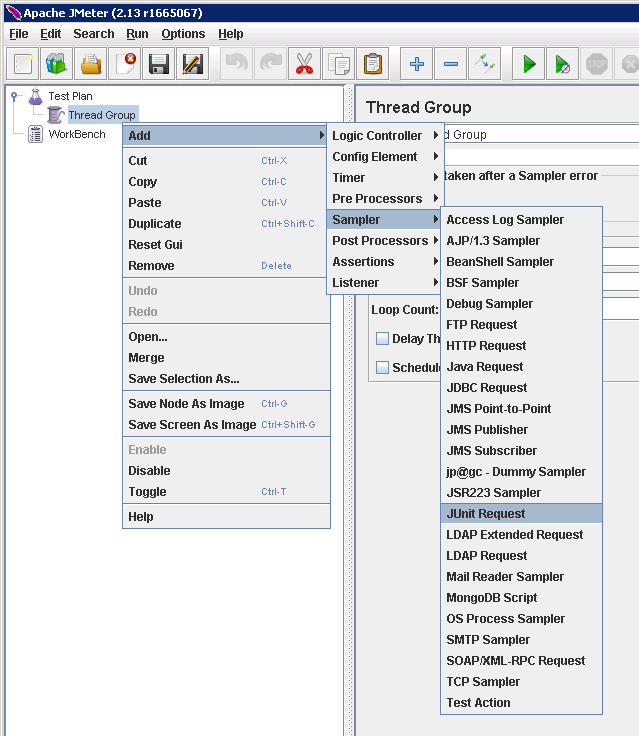 Apache JMeter (2.13 r1665067)
File Edit Search Run Options Help
STOP
Test Plan
Thread Group
WorkBench
Add
Cut Ctrl-X
Copy Ctrl-C
Paste Ctrl-V
Duplicate Ctrl+Shift-C
Reset Gui
Remove Delete
Undo
Redo
Open...
Merge
Save Selection As...
Save Node As Image Ctrl-G
Save Screen As Image Ctrl+Shift-G
Enable
Disable
Toggle Ctrl-T
Help
Logic Controller
Config Element
Timer
Pre Processors
Sampler
Post Processors
Assertions
Listener
Thread Group
Group
taken after a Sampler error
Loop Count:
Delay Th
Schedul
Access Log Sampler
AJP/1.3 Sampler
BeanShell Sampler
BSF Sampler
Debug Sampler
FTP Request
HTTP Request
Java Request
JDBC Request
JMS Point-to-Point
JMS Publisher
JMS Subscriber
jp@gc - Dummy Sampler
JSR223 Sampler
JUnit Request
LDAP Extended Request
LDAP Request
Mail Reader Sampler
MongoDB Script
OS Process Sampler
SMTP Sampler
SOAP/XML-RPC Request
TCP Sampler
Test Action